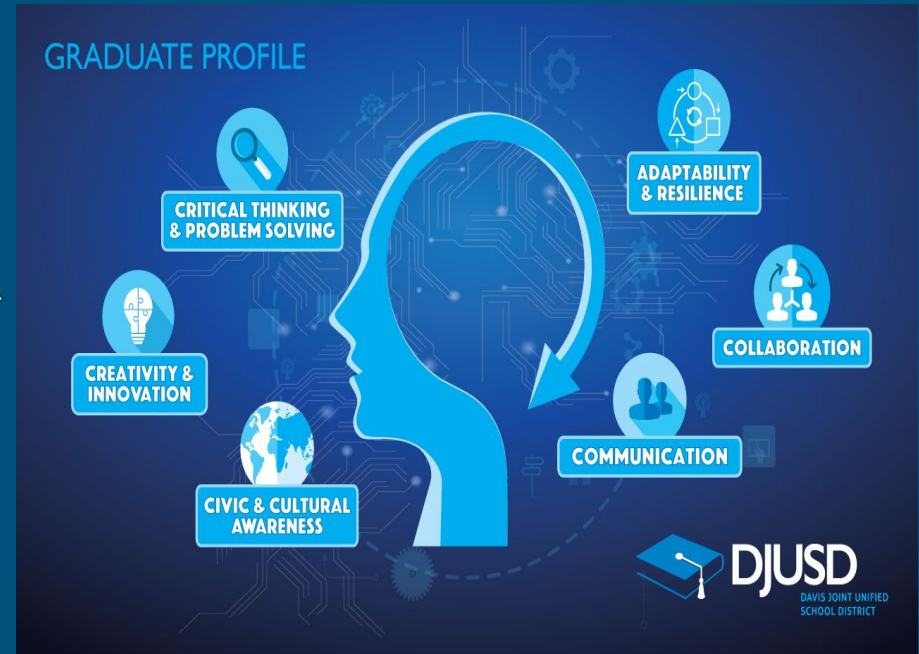 GRADUATE PROFILE
CRITICAL THINKING
& PROBLEM SOLVING
ADAPTABILITY
& RESILIENCE
CREATIVITY &
INNOVATION
COLLABORATION
CIVIC & CULTURAL
AWARENESS
COMMUNICATION
DJUSD
DAVIS JOINT UNIFIED
SCHOOL DISTRICT